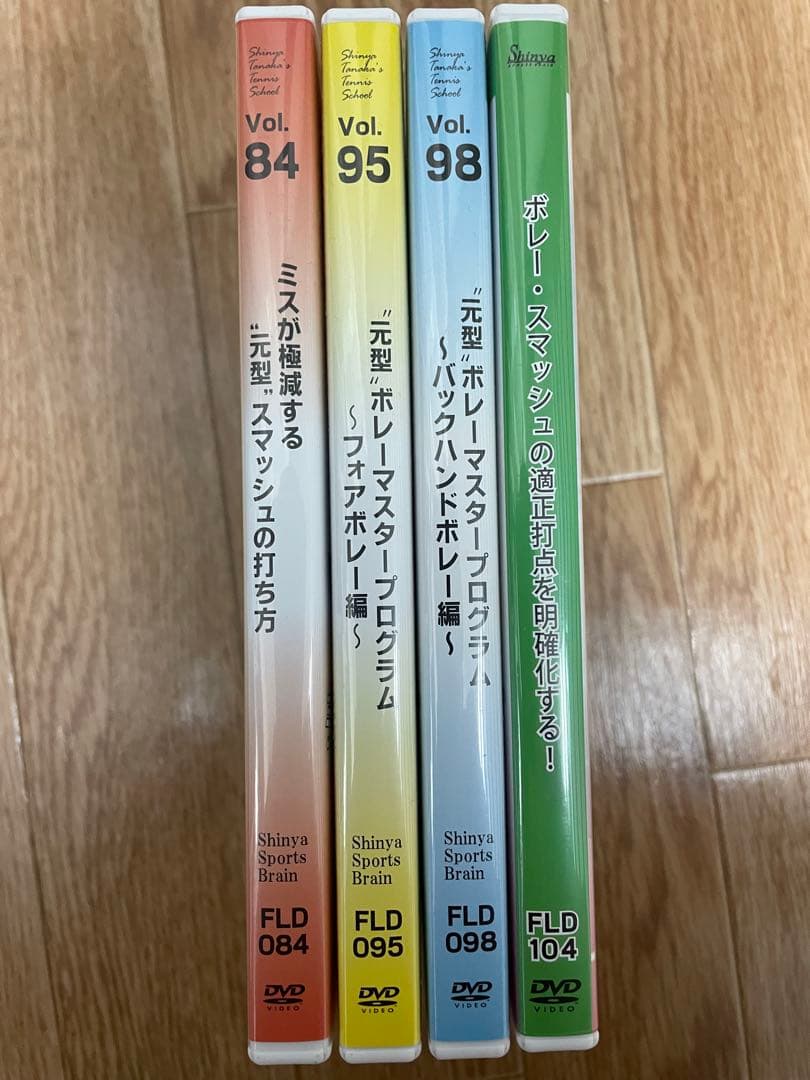 Shinya
Tanaka's
Tennis
School
Vol.
84
ミスが極減する
“元型”スマッシュの打ち方
Shinya
Sports
Brain
FLD
084
DVD
VIDEO
Shinya
Tanaka's
Tennis
School
Vol.
95
“元型”ボレーマスタープログラム
～フォアボレー編～
Shinya
Sports
Brain
FLD
095
DVD
VIDEO
Shinya
Tanaka's
Tennis
School
Vol.
98
“元型”ボレーマスタープログラム
～バックハンドボレー編～
Shinya
Sports
Brain
FLD
098
DVD
VIDEO
Shinya
SPORTS BRAIN
ボレー・スマッシュの適正打点を明確化する！
FLD
104
DVD
VIDEO